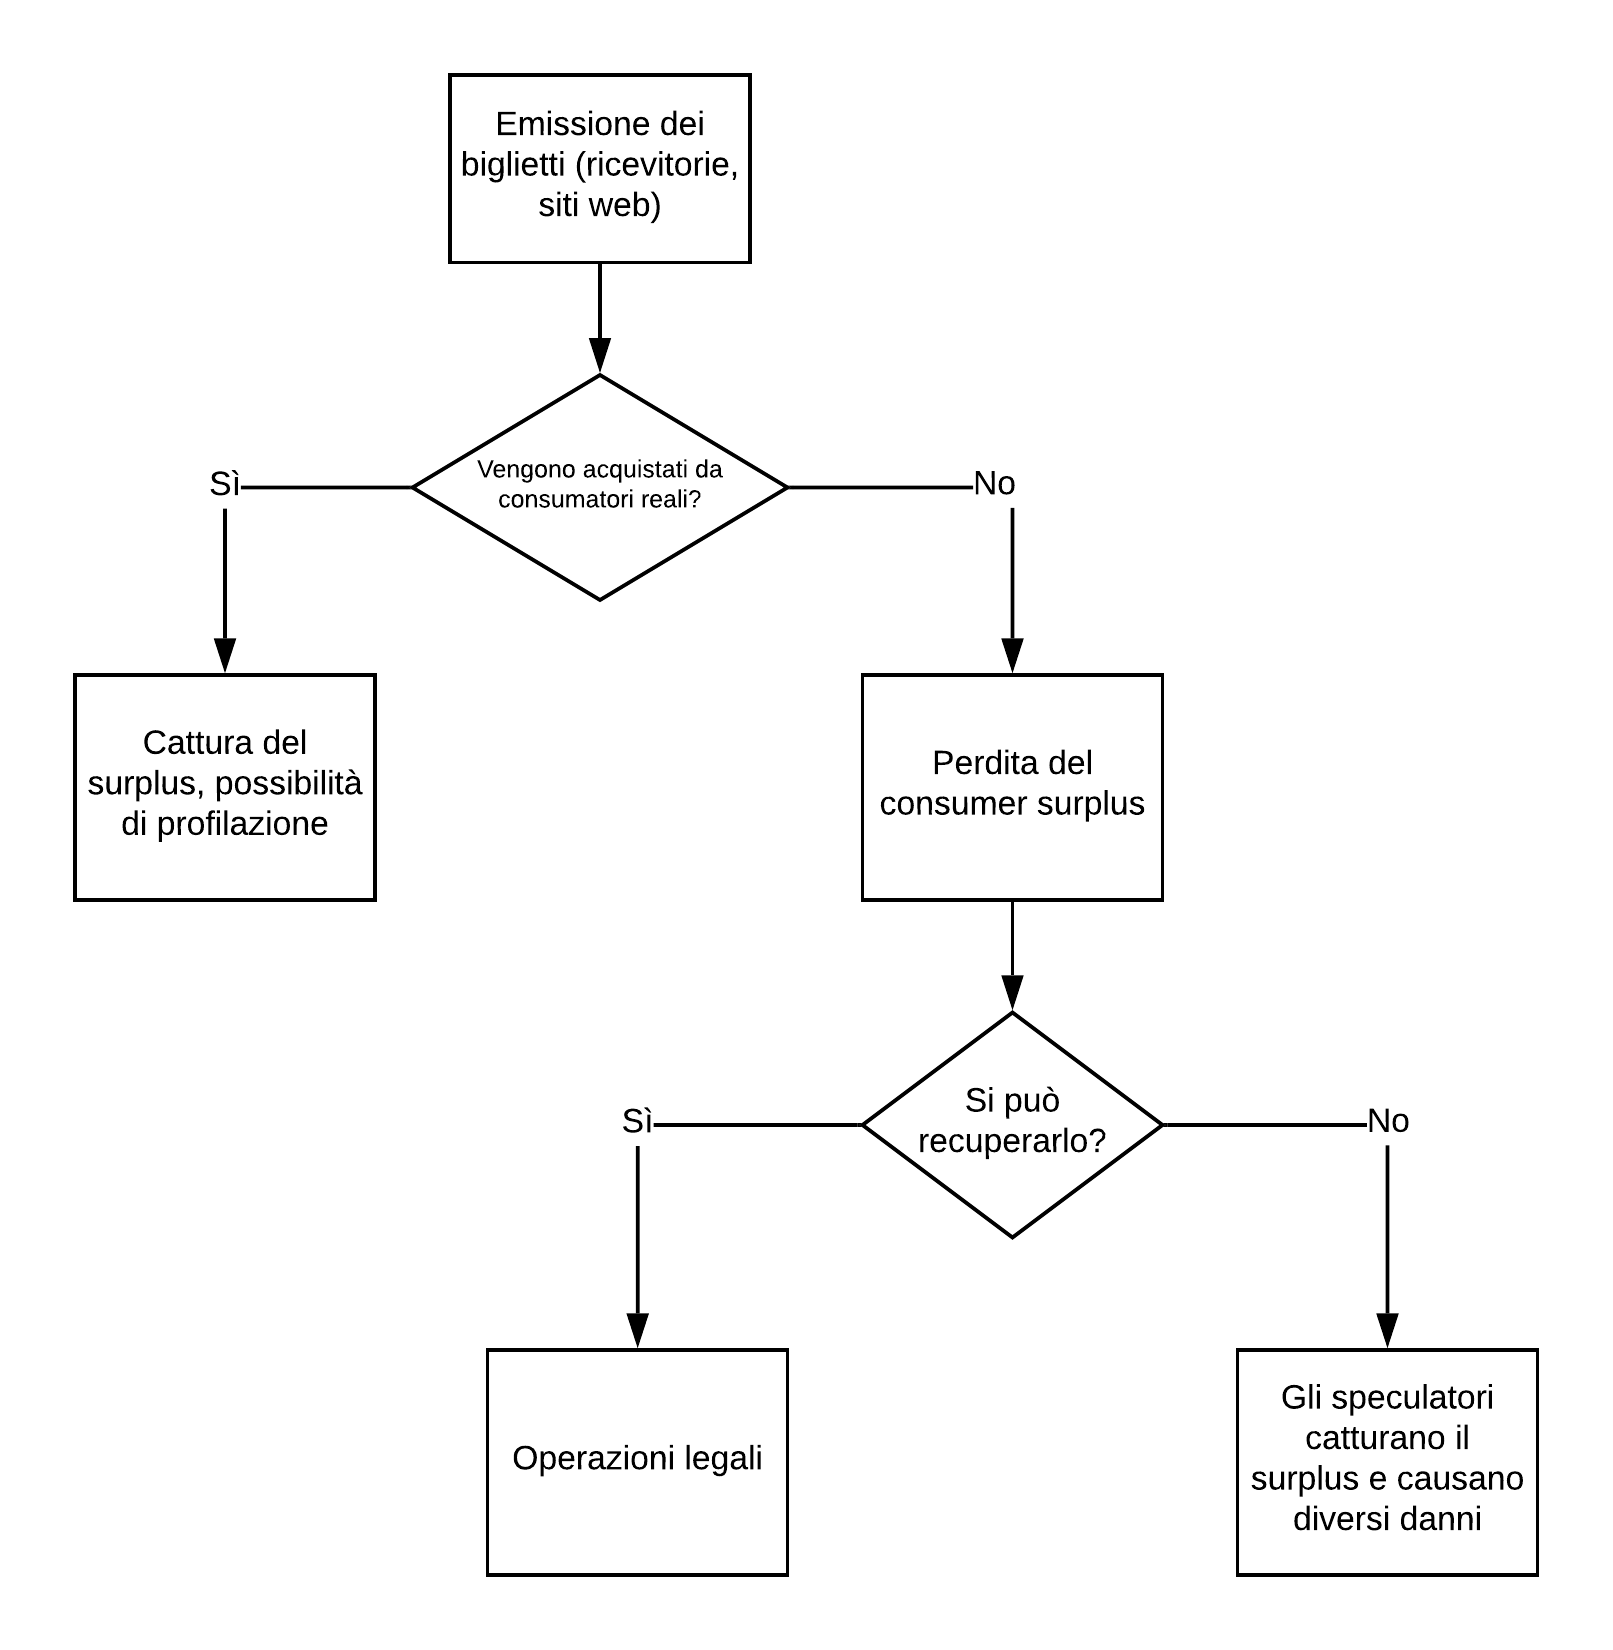 Emissione dei
biglietti (ricevitorie,
siti web)
Vengono acquistati da
consumatori reali?
Sì
No
Cattura del
surplus, possibilità
di profilazione
Perdita del
consumer surplus
Si può
recuperarlo?
Sì
No
Operazioni legali
Gli speculatori
catturano il
surplus e causano
diversi danni